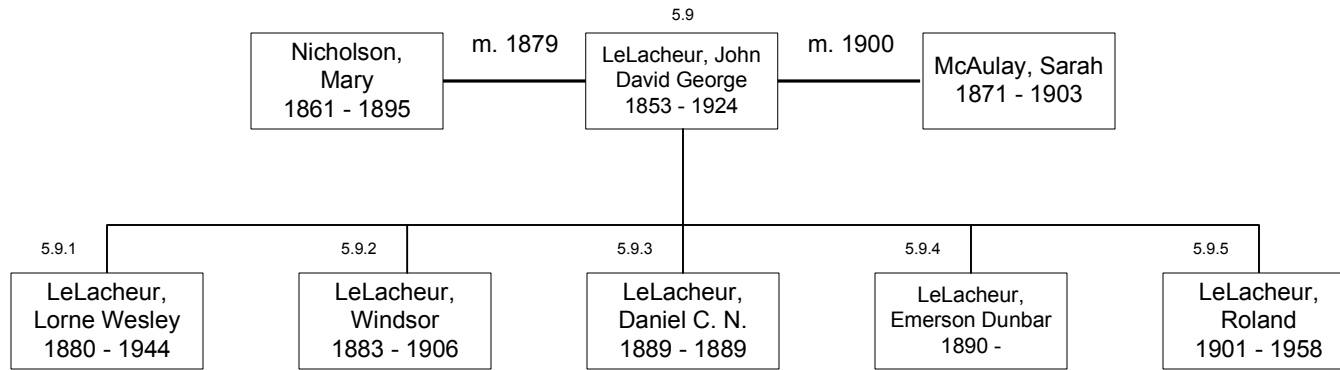 5.9
Nicholson,
Mary
1861 - 1895
m. 1879
LeLacheur, John
David George
1853 - 1924
m. 1900
McAulay, Sarah
1871 - 1903
5.9.1
LeLacheur,
Lorne Wesley
1880 - 1944
5.9.2
LeLacheur,
Windsor
1883 - 1906
5.9.3
LeLacheur,
Daniel C. N.
1889 - 1889
5.9.4
LeLacheur,
Emerson Dunbar
1890 -
5.9.5
LeLacheur,
Roland
1901 - 1958